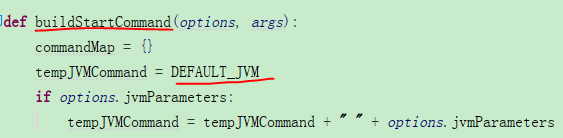 def buildStartCommand(options, args):
commandMap = {}
tempJVMCommand = DEFAULT_JVM
if options.jvmParameters:
tempJVMCommand = tempJVMCommand + " " + options.jvmParameters